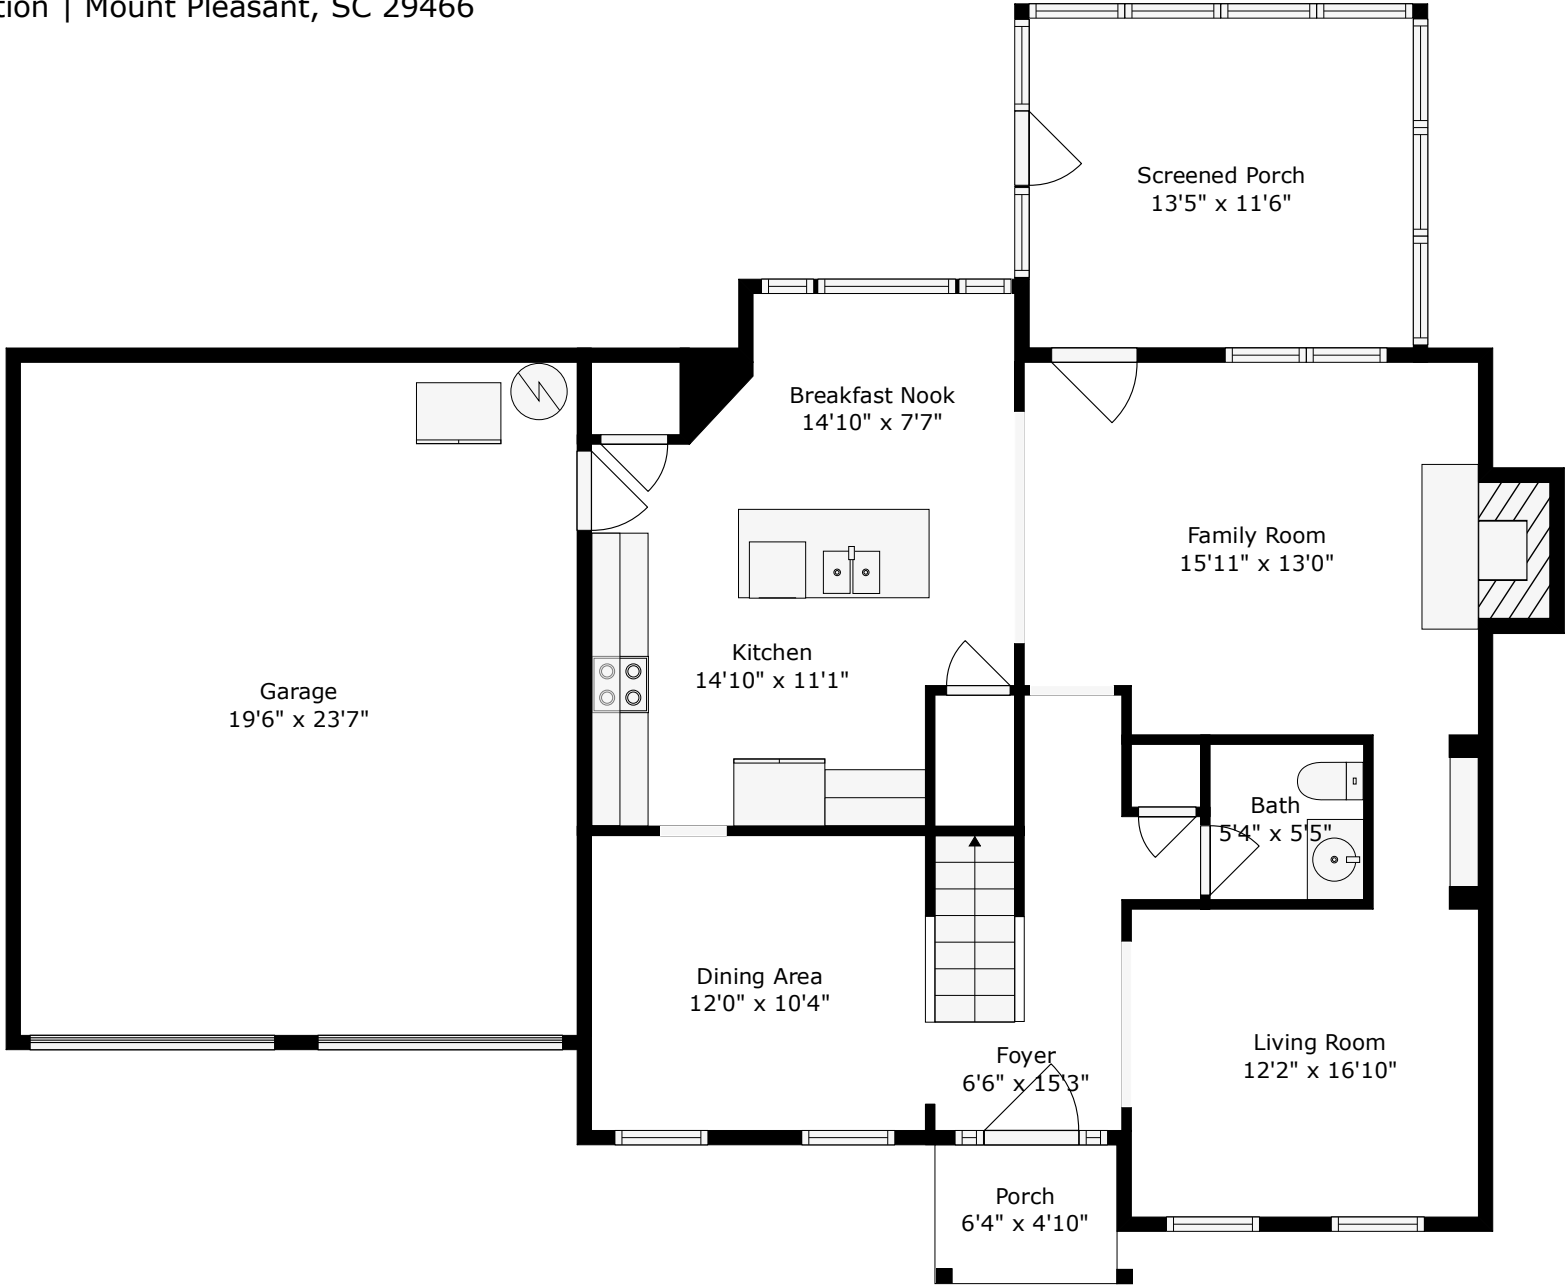 | Mount Pleasant, SC 29466
Screened Porch
13'5" x 11'6"
Breakfast Nook
14'10" x 7'7"
Family Room
15'11" x 13'0"
Kitchen
14'10" x 11'1"
Garage
19'6" x 23'7"
Bath
5'4" x 5'5"
Dining Area
12'0" x 10'4"
Foyer
6'6" x 15'3"
Living Room
12'2" x 16'10"
Porch
6'4" x 4'10"